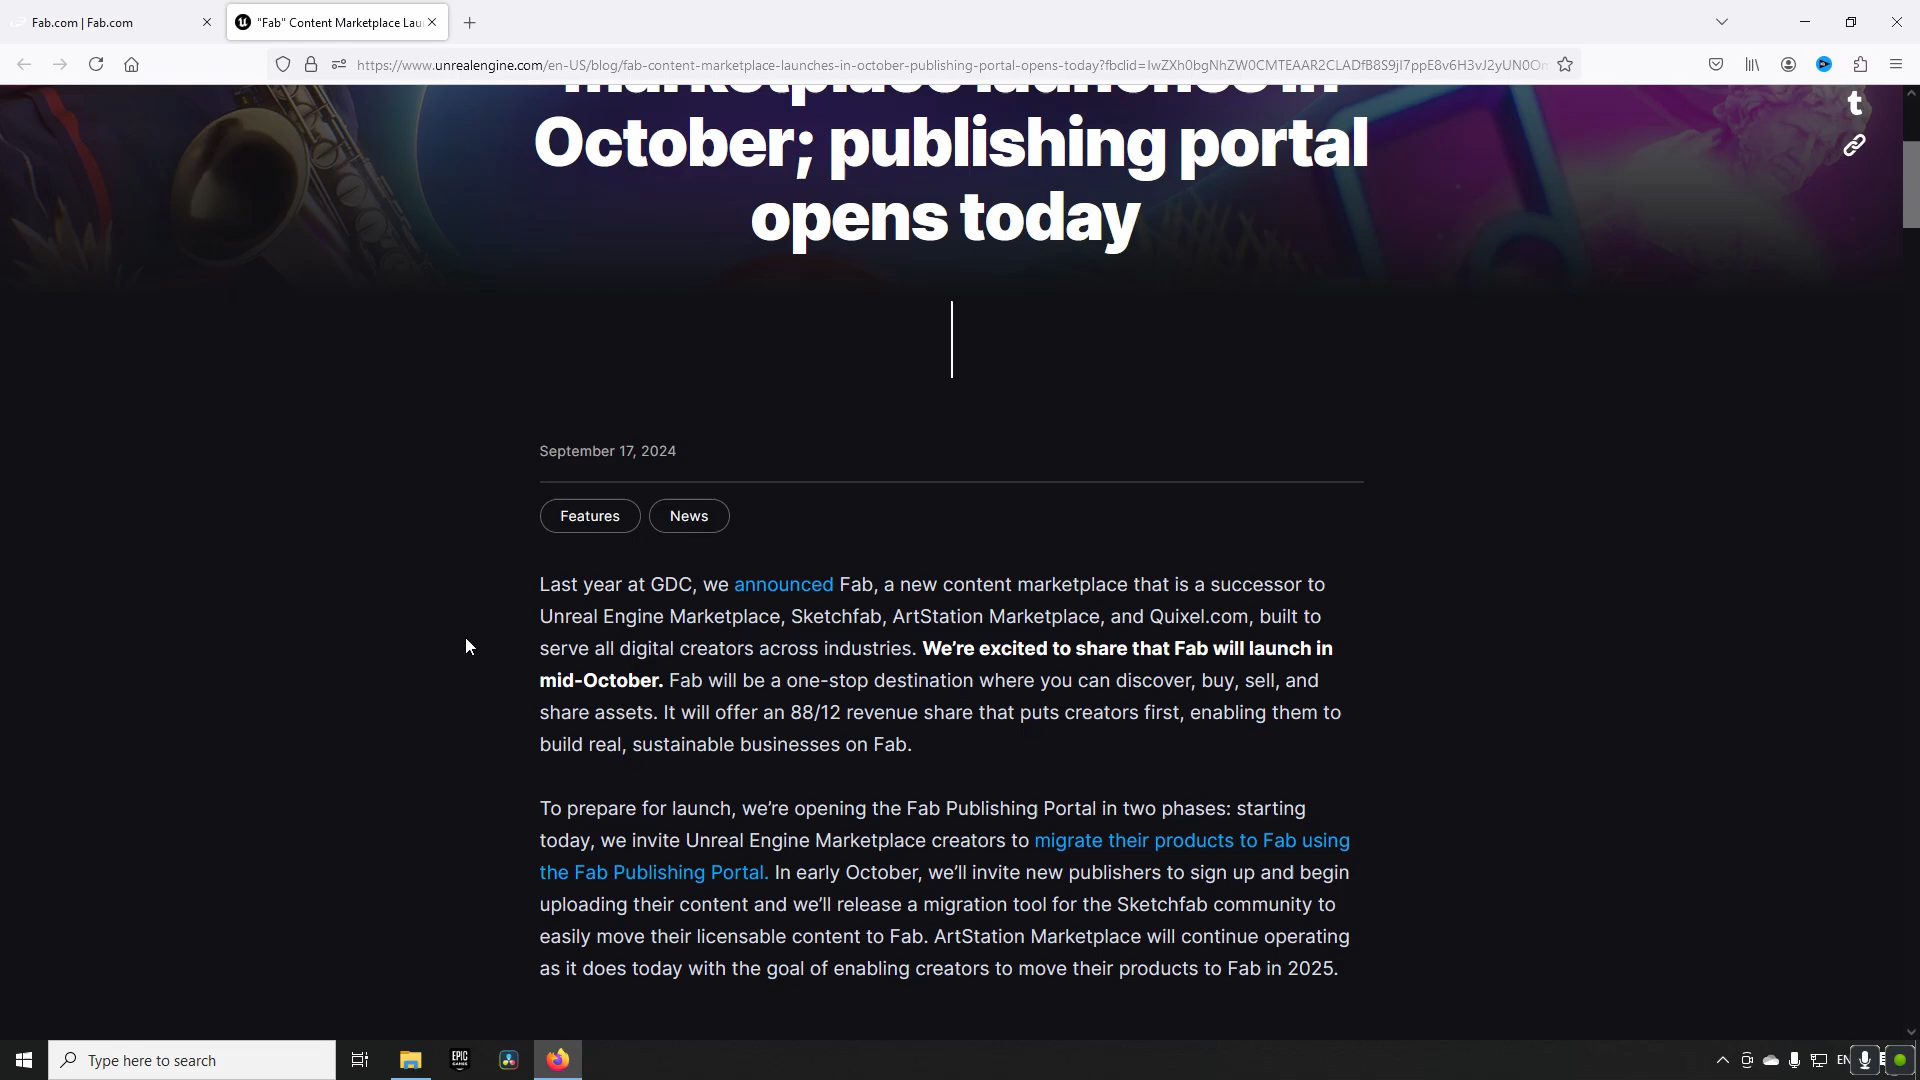 Fab.com | Fab.com
"Fab" Content Marketplace Lau
https://www.unrealengine.com/en-US/blog/fab-content-marketplace-launches-in-october-publishing-portal-opens-today?fbclid=
marketplace launches in
October; publishing portal
opens today
September 17, 2024
Features
News
Last year at GDC, we announced Fab, a new content marketplace that is a successor to
Unreal Engine Marketplace, Sketchfab, ArtStation Marketplace, and Quixel.com, built to
serve all digital creators across industries. We’re excited to share that Fab will launch in
mid-October. Fab will be a one-stop destination where you can discover, buy, sell, and
share assets. It will offer an 88/12 revenue share that puts creators first, enabling them to
build real, sustainable businesses on Fab.
To prepare for launch, we’re opening the Fab Publishing Portal in two phases: starting
today, we invite Unreal Engine Marketplace creators to migrate their products to Fab using
the Fab Publishing Portal. In early October, we’ll invite new publishers to sign up and begin
uploading their content and we’ll release a migration tool for the Sketchfab community to
easily move their licensable content to Fab. ArtStation Marketplace will continue operating
as it does today with the goal of enabling creators to move their products to Fab in 2025.
Type here to search
EPIC
GAMES